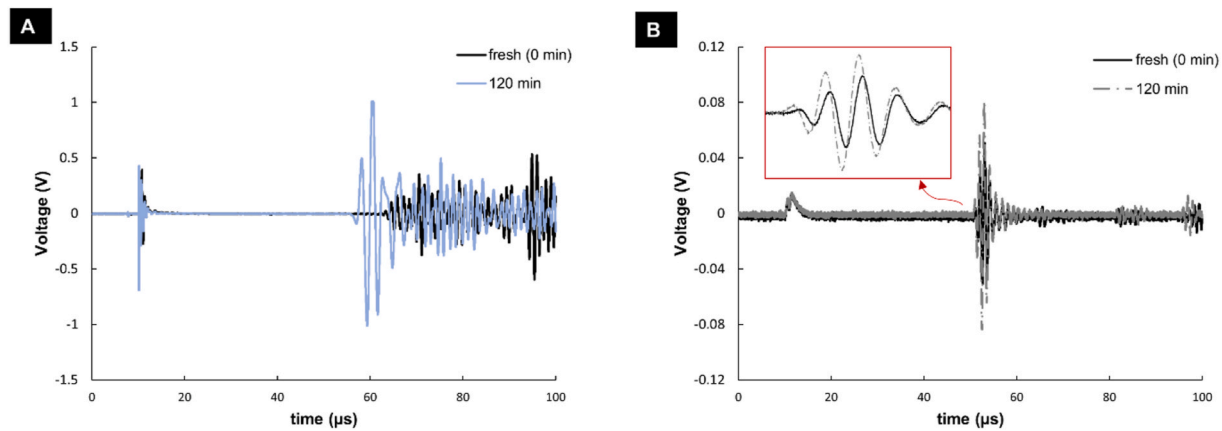 A
fresh (0 min)
120 min
Voltage (V)
1.5
1
0.5
0
-0.5
-1
-1.5
0 20 40 60 80 100
time (µs)
B
fresh (0 min)
120 min
Voltage (V)
0.12
0.08
0.04
0
-0.04
-0.08
-0.12
0 20 40 60 80 100
time (µs)